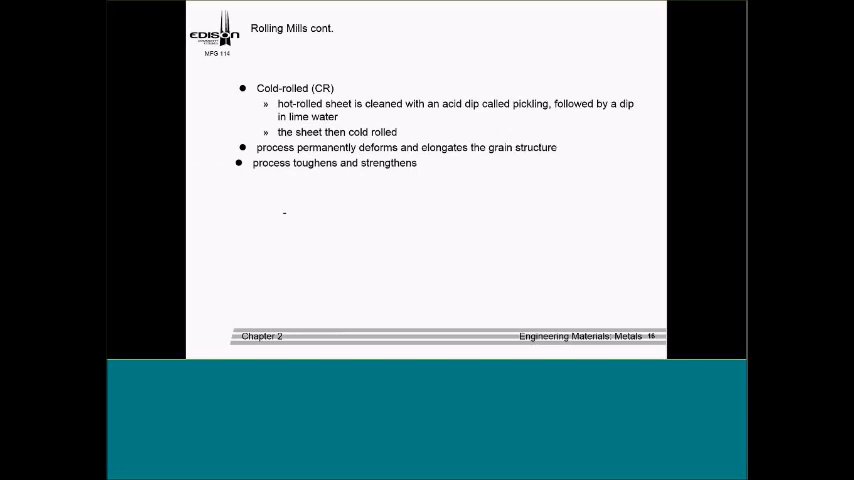 Rolling Mills cont.
EDISON
MFG 114
● Cold-rolled (CR)
» hot-rolled sheet is cleaned with an acid dip called pickling, followed by a dip
in lime water
» the sheet then cold rolled
● process permanently deforms and elongates the grain structure
● process toughens and strengthens
-
Chapter 2
Engineering Materials: Metals 16